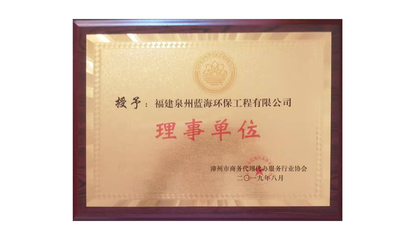 授予：福建泉州蓝海环保工程有限公司
理事单位
漳州市商务代理代办服务行业协会
二〇一九年八月